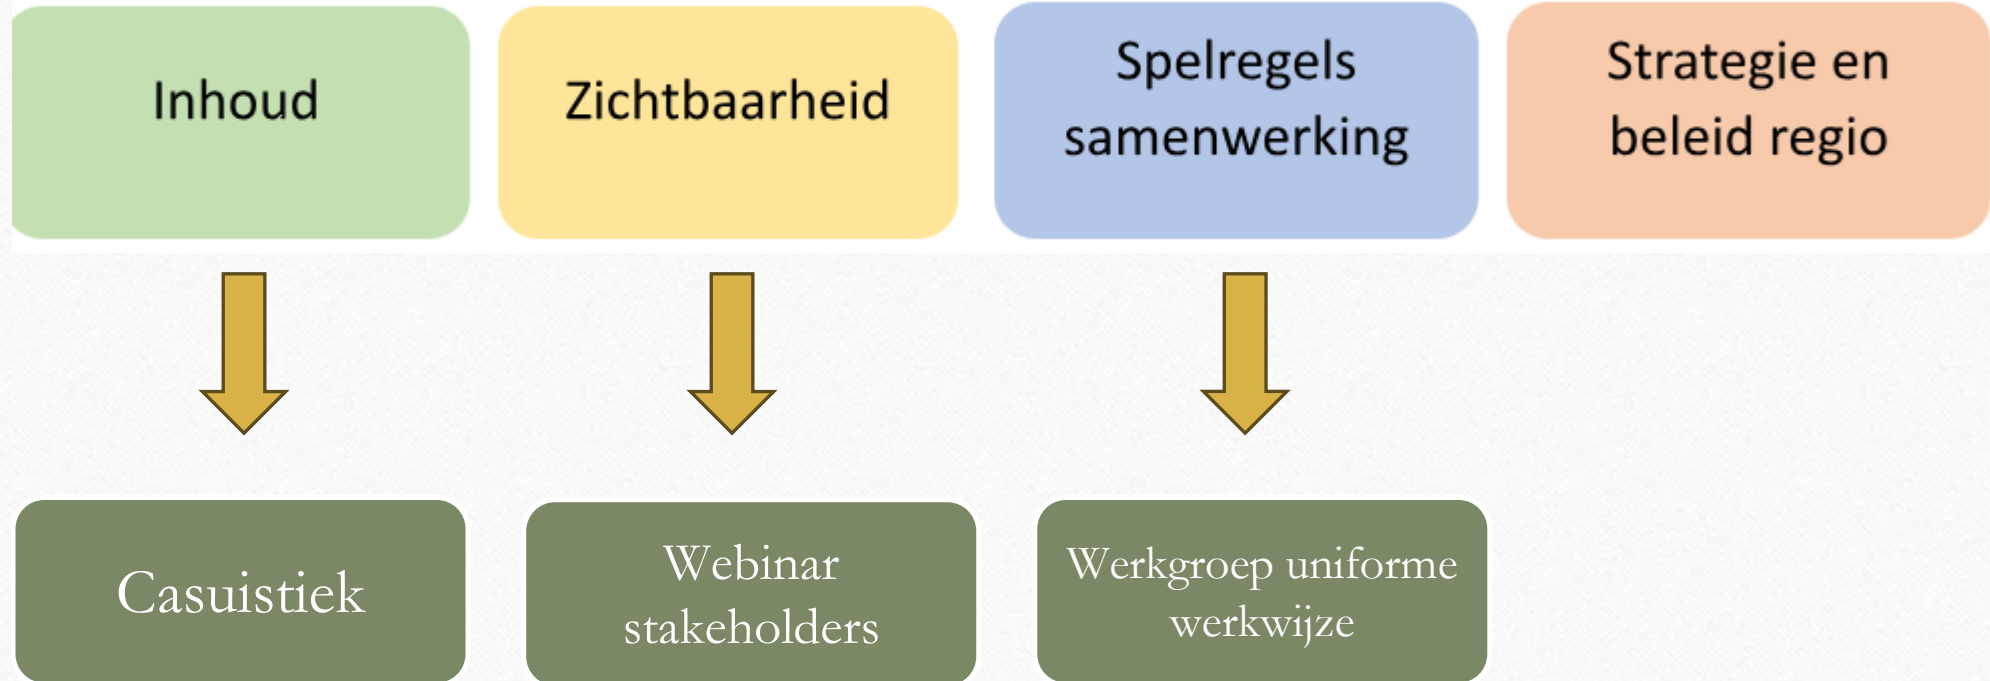 Inhoud
Zichtbaarheid
Spelregels
samenwerking
Strategie en
beleid regio
Casuistiek
Webinar
stakeholders
Werkgroep uniforme
werkwijze